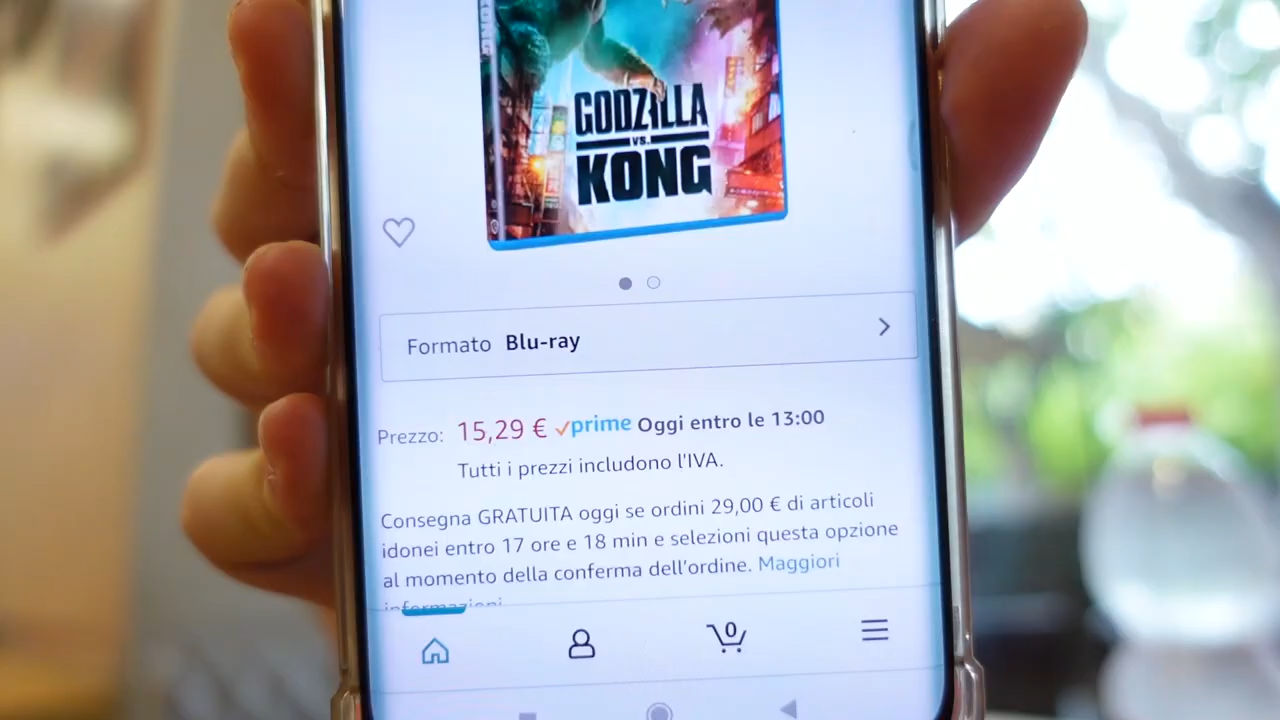 KONG
GODZILLA
VS.
KONG
Formato Blu-ray
Prezzo: 15,29 € prime Oggi entro le 13:00
Tutti i prezzi includono l'IVA.
Consegna GRATUITA oggi se ordini 29,00 € di articoli
idonei entro 17 ore e 18 min e selezioni questa opzione
al momento della conferma dell'ordine. Maggiori
informazioni
0